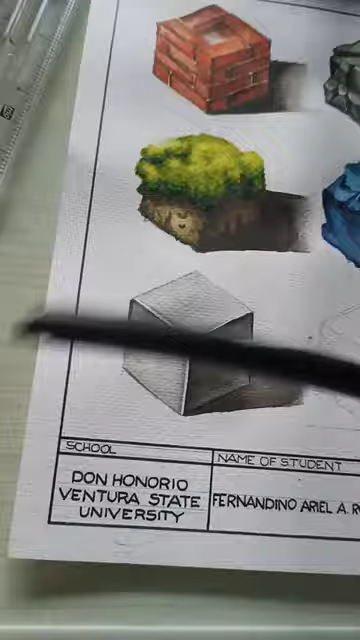 SCHOOL
NAME OF STUDENT
DON HONORIO
VENTURA STATE
UNIVERSITY
FERNANDINO ARIEL A.